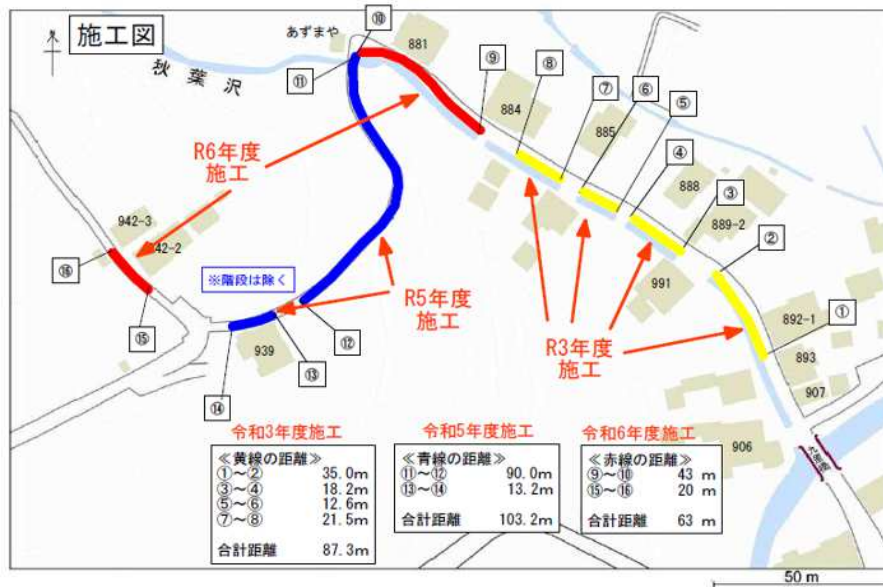 施工図
秋葉沢
あずまや
⑩
881
⑪
⑨
884
⑧
⑦
885
⑥
⑤
④
888
889-2
③
②
991
892-1
①
893
907
906
R6年度
施工
942-3
942-2
⑯
⑮
※階段は除く
R5年度
施工
R3年度
施工
⑫
⑬
⑭
939
令和3年度施工
≪黄線の距離≫
①～② 35.0m
③～④ 18.2m
⑤～⑥ 12.6m
⑦～⑧ 21.5m
合計距離 87.3m
令和5年度施工
≪青線の距離≫
⑪～⑫ 90.0m
⑬～⑭ 13.2m
合計距離 103.2m
令和6年度施工
≪赤線の距離≫
⑨～⑩ 43 m
⑮～⑯ 20 m
合計距離 63 m
50 m